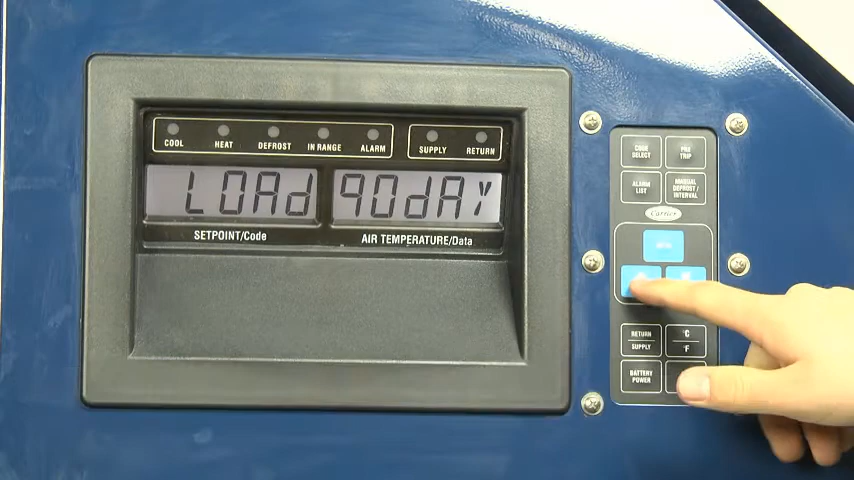 COOL HEAT DEFROST IN RANGE ALARM SUPPLY RETURN
LOAd 90dAY
SETPOINT/Code AIR TEMPERATURE/Data
CODE SELECT
PRE TRIP
ALARM LIST
MANUAL DEFROST / INTERVAL
Carrier
RETURN SUPPLY
°C °F
BATTERY POWER